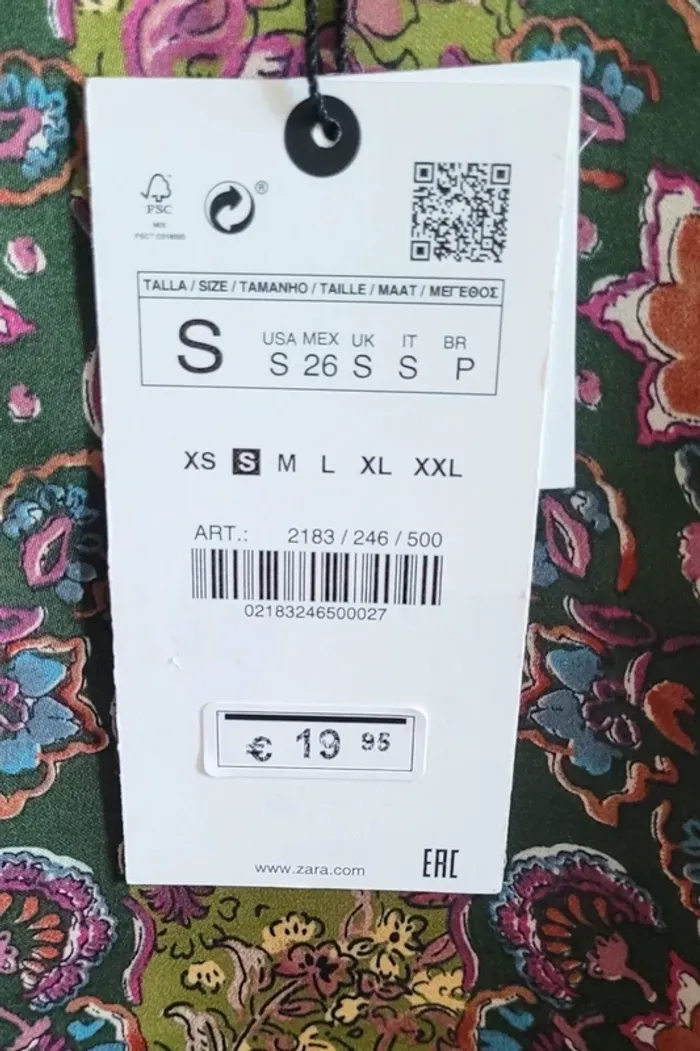 ®
FSC
MIX
TALLA / SIZE / TAMANHO / TAILLE / MAAT / ΜΕΓΕΘΟΣ
S
USA MEX UK IT BR
S 26 S S P
XS S M L XL XXL
ART.: 2183 / 246 / 500
02183246500027
€ 19 95
www.zara.com EAC